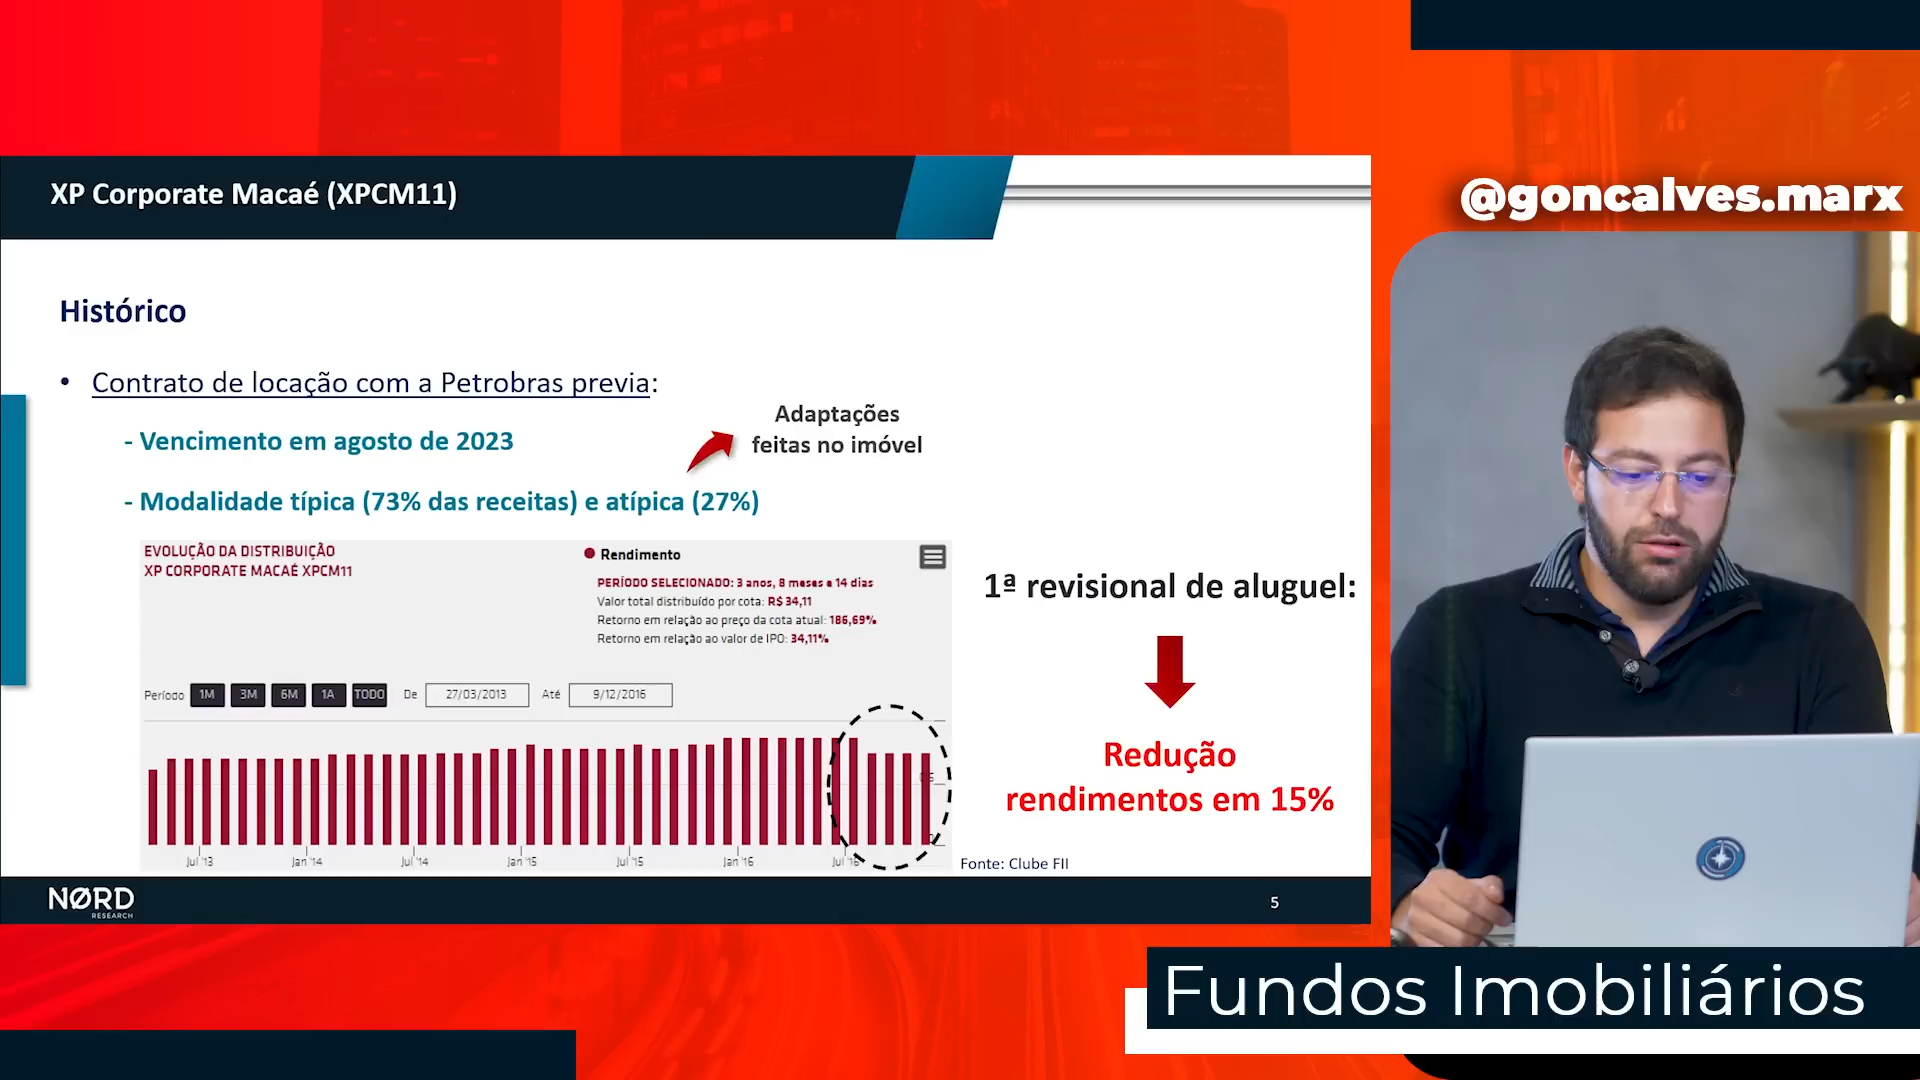 @goncalves.marx
XP Corporate Macaé (XPCM11)
Histórico
• Contrato de locação com a Petrobras previa:
- Vencimento em agosto de 2023
Adaptações
feitas no imóvel
- Modalidade típica (73% das receitas) e atípica (27%)
EVOLUÇÃO DA DISTRIBUIÇÃO
XP CORPORATE MACAÉ XPCM11
Rendimento
PERÍODO SELECIONADO: 3 anos, 8 meses e 14 dias
Valor total distribuído por cota: R$ 34,11
Retorno em relação ao preço da cota atual: 186,69%
Retorno em relação ao valor de IPO: 34,11%
Período 1M 3M 6M 1A TODO De 27/03/2013 Até 9/12/2016
Jul '13 Jan '14 Jul '14 Jan '15 Jul '15 Jan '16 Jul '16
1ª revisional de aluguel:
Redução
rendimentos em 15%
Fonte: Clube FII
NØRD
RESEARCH
5
Fundos Imobiliários